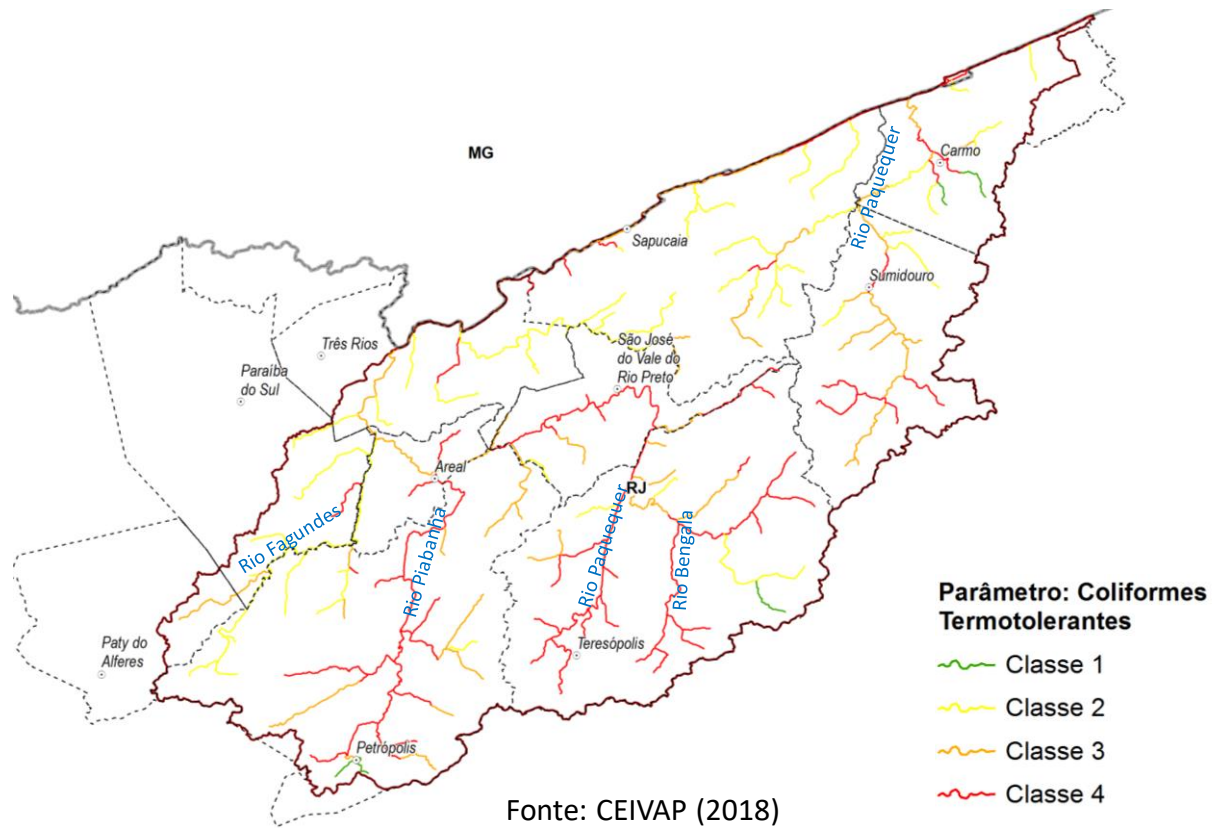 MG
Rio Paquequer
Carmo
Sapucaia
Sumidouro
Três Rios
São José
do Vale do
Rio Preto
Paraíba
do Sul
Areal
RJ
Rio Fagundes
Rio Piabanha
Rio Paquequer
Rio Bengala
Paty do
Alferes
Teresópolis
Petrópolis
Parâmetro: Coliformes
Termotolerantes
Classe 1
Classe 2
Classe 3
Classe 4
Fonte: CEIVAP (2018)